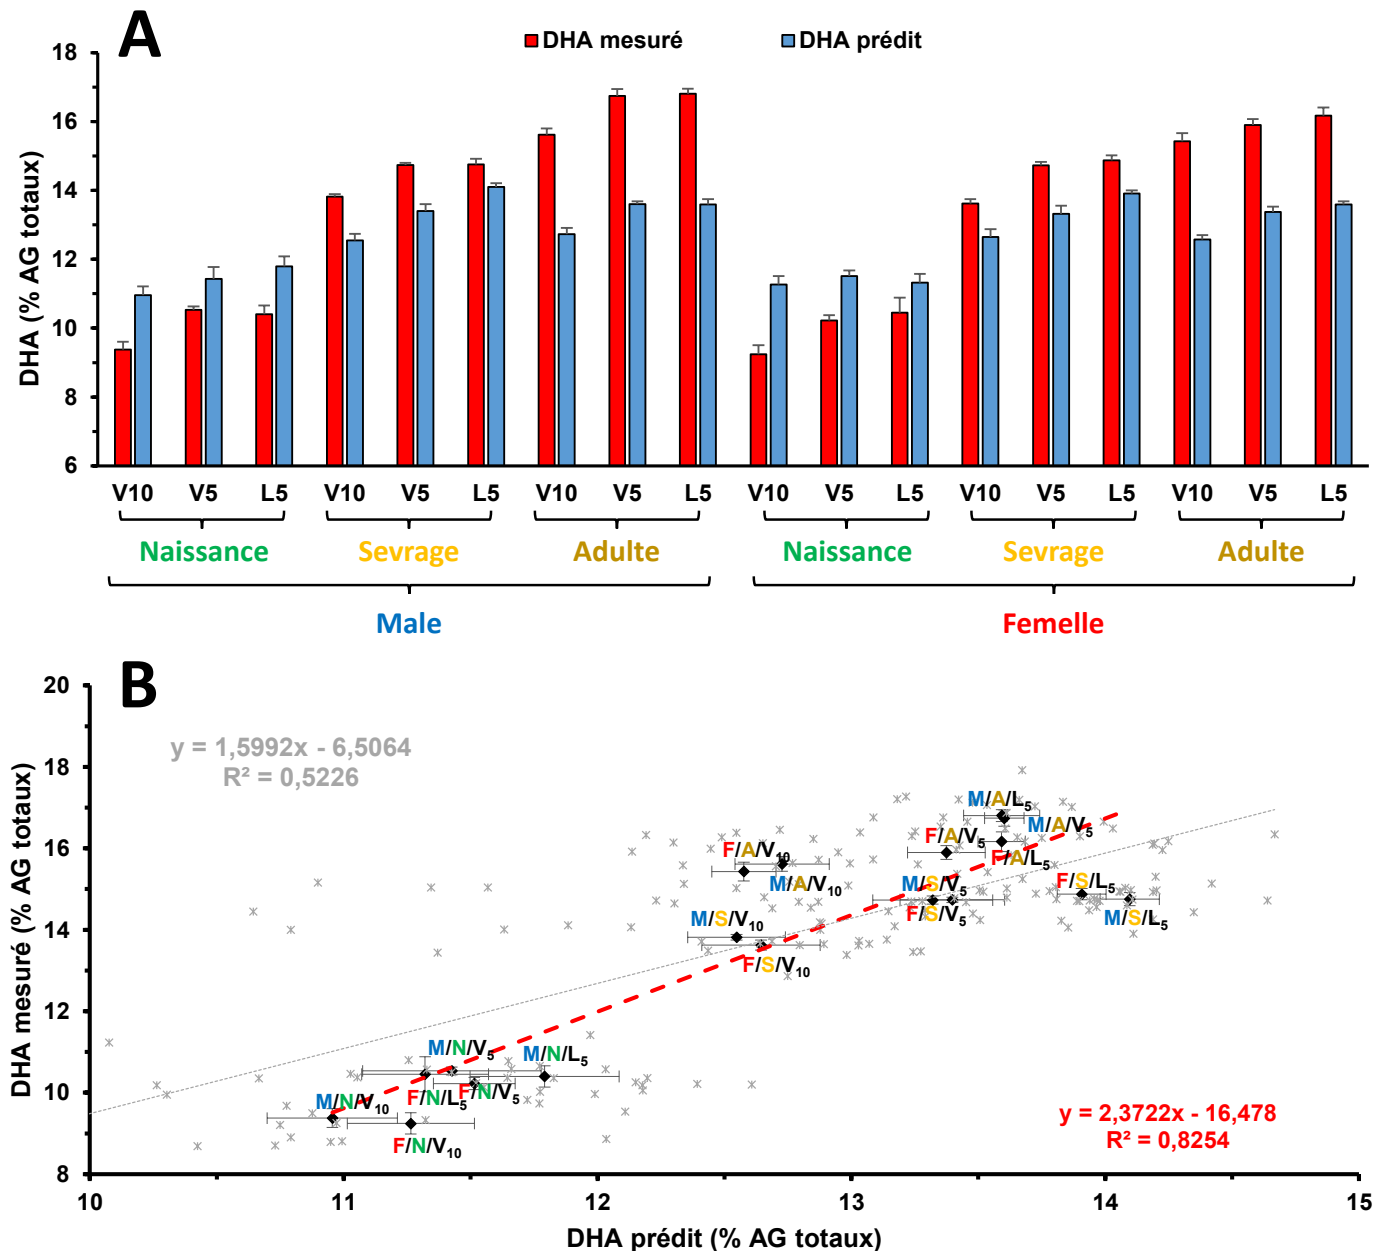 A
DHA mesuré DHA prédit
DHA (% AG totaux)
18
16
14
12
10
8
6
V10 V5 L5 V10 V5 L5 V10 V5 L5 V10 V5 L5 V10 V5 L5 V10 V5 L5
Naissance Sevrage Adulte Naissance Sevrage Adulte
Male Femelle
B
DHA mesuré (% AG totaux)
20
18
16
14
12
10
8
y = 1,5992x - 6,5064
R² = 0,5226
M/A/L5
M/A/V5
F/A/V5
F/A/L5
F/A/V10
M/A/V10
M/S/V5
F/S/V5
F/S/L5
M/S/L5
M/S/V10
F/S/V10
M/N/V5
M/N/L5
F/N/L5
F/N/V5
M/N/V10
F/N/V10
y = 2,3722x - 16,478
R² = 0,8254
10 11 12 13 14 15
DHA prédit (% AG totaux)